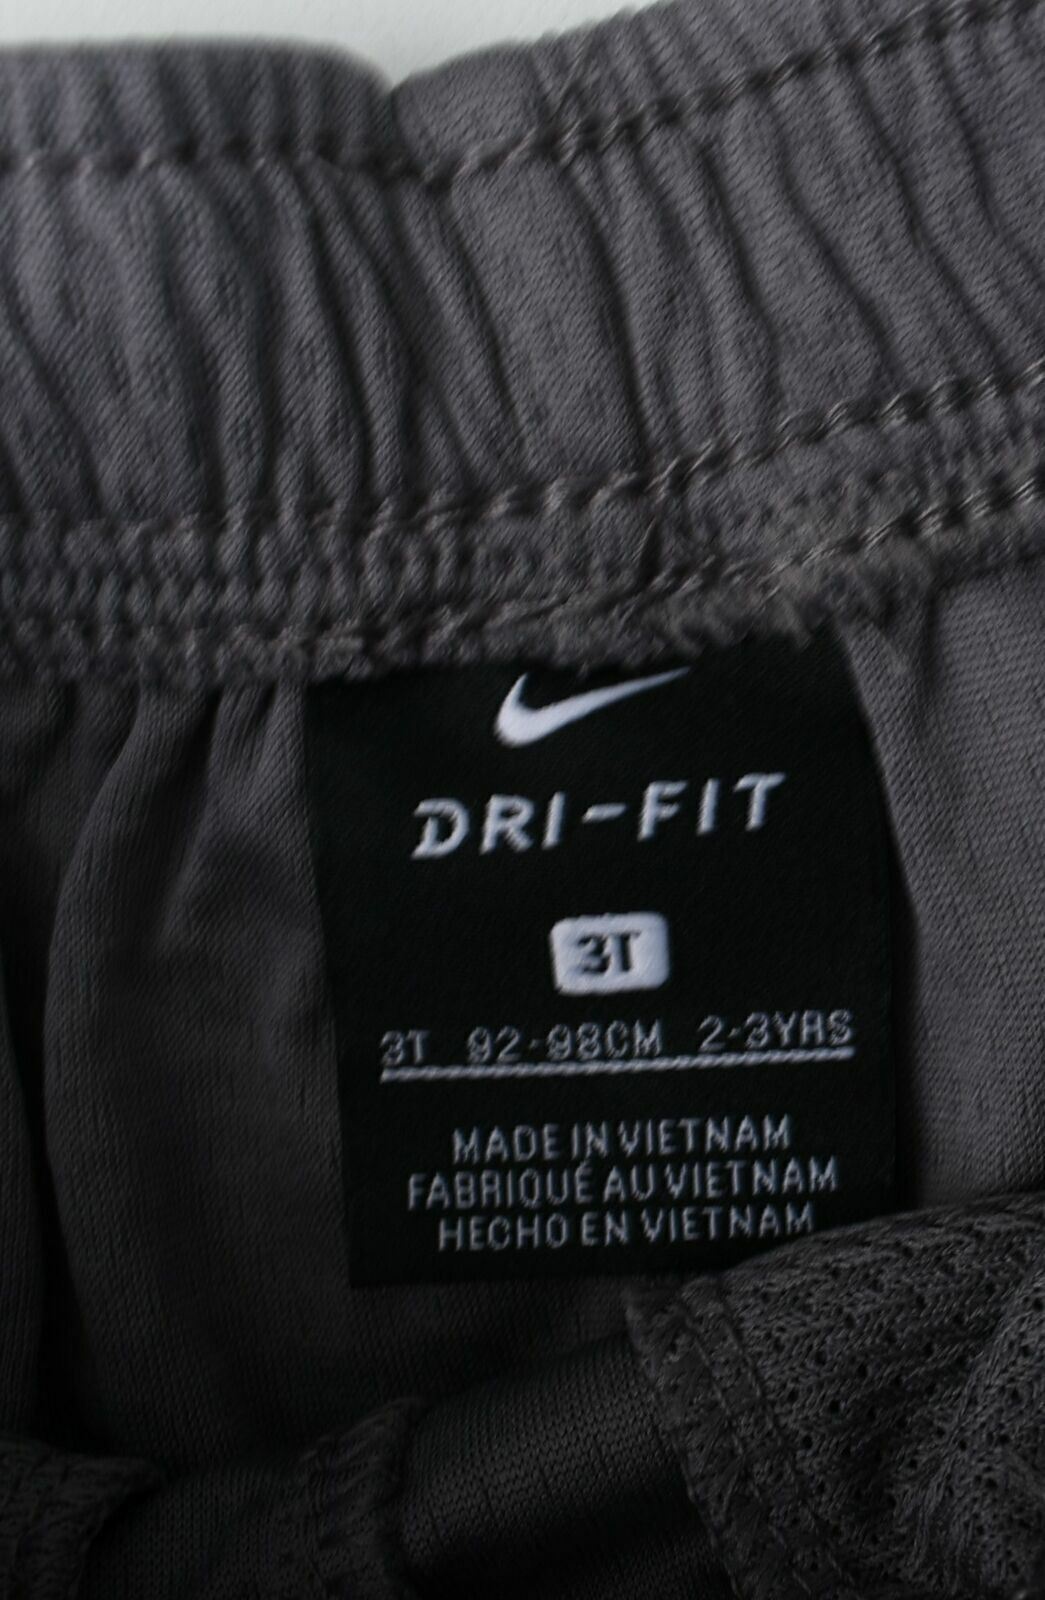 DRI-FIT
3T
3T 92-98CM 2-3YRS
MADE IN VIETNAM
FABRIQUÉ AU VIETNAM
HECHO EN VIETNAM